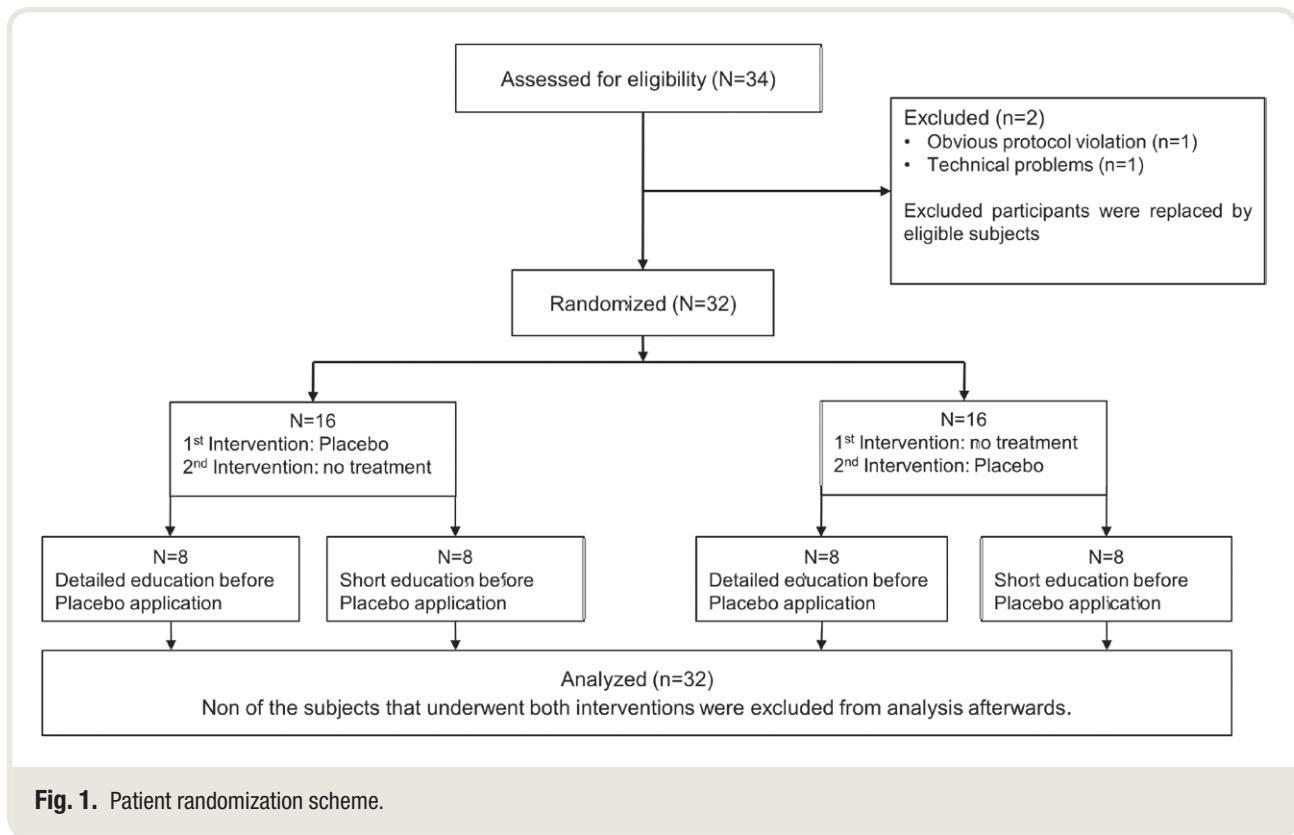 Assessed for eligibility (N=34)
Excluded (n=2)
• Obvious protocol violation (n=1)
• Technical problems (n=1)
Excluded participants were replaced by
eligible subjects
Randomized (N=32)
N=16
1st Intervention: Placebo
2nd Intervention: no treatment
N=16
1st Intervention: no treatment
2nd Intervention: Placebo
N=8
Detailed education before
Placebo application
N=8
Short education before
Placebo application
N=8
Detailed education before
Placebo application
N=8
Short education before
Placebo application
Analyzed (n=32)
Non of the subjects that underwent both interventions were excluded from analysis afterwards.
Fig. 1. Patient randomization scheme.